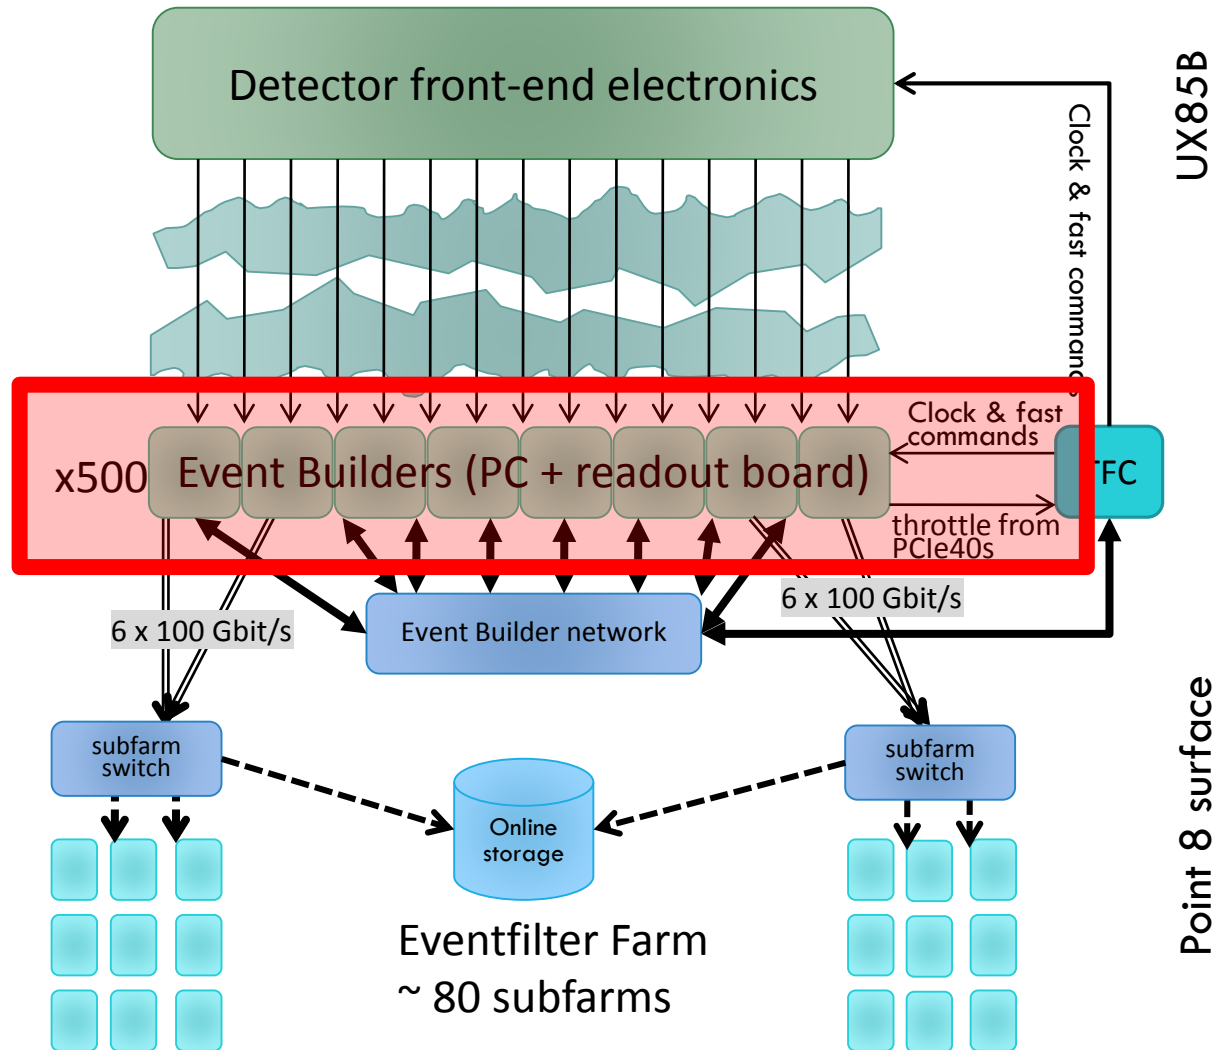 Detector front-end electronics
UX85B
Clock & fast commands
Clock & fast
commands
x500
Event Builders (PC + readout board)
TFC
throttle from
PCIe40s
6 x 100 Gbit/s
6 x 100 Gbit/s
Event Builder network
subfarm
switch
subfarm
switch
Online
storage
Point 8 surface
Eventfilter Farm
~ 80 subfarms